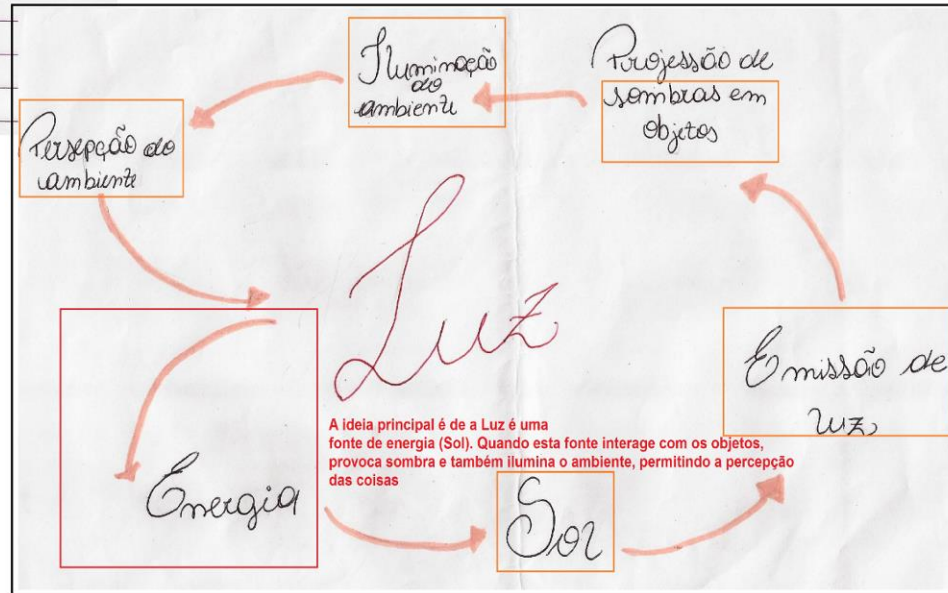 Iluminação
do
ambiente
Projessão de
sombras em
objetos
Persepção do
ambiente
Luz
Emissão de
luz
A ideia principal é de a Luz é uma
fonte de energia (Sol). Quando esta fonte interage com os objetos,
provoca sombra e também ilumina o ambiente, permitindo a percepção
das coisas
Energia
Sol